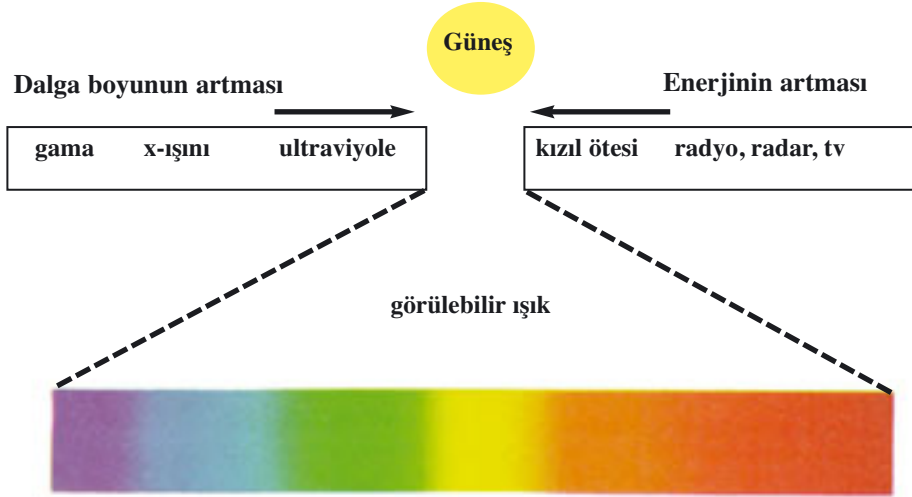 Güneş
Dalga boyunun artması
Enerjinin artması
gama x-ışını ultraviyole
kızıl ötesi radyo, radar, tv
görülebilir ışık